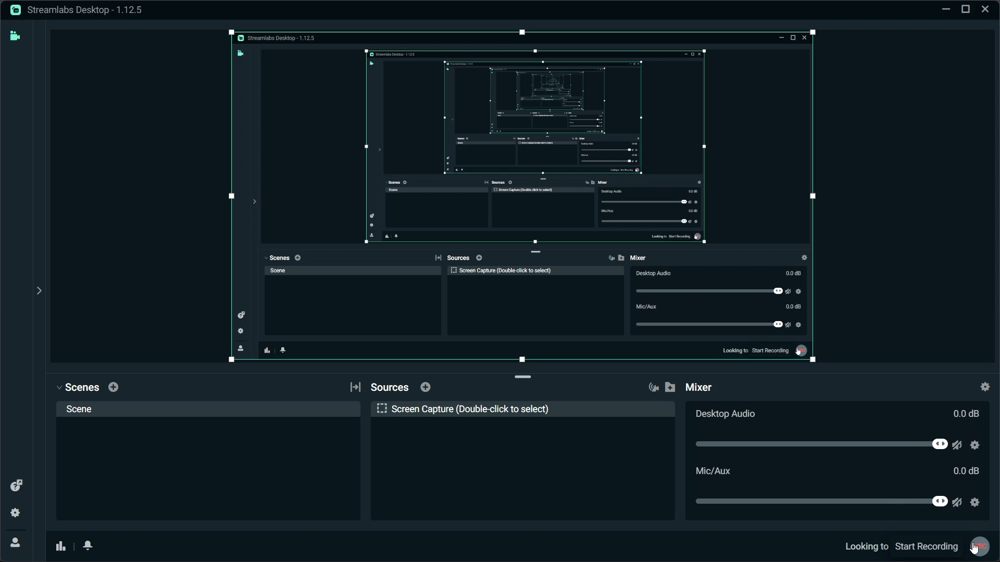 Streamlabs Desktop - 1.12.5
Streamlabs Desktop - 1.12.5
Streamlabs Desktop - 1.12.5
Scenes
Sources
Mixer
Scene
Screen Capture (Double-click to select)
Desktop Audio 0.0 dB
Mic/Aux 0.0 dB
Looking to Start Recording
Scenes
Sources
Mixer
Scene
Screen Capture (Double-click to select)
Desktop Audio 0.0 dB
Mic/Aux 0.0 dB
Looking to Start Recording
Scenes
Sources
Mixer
Scene
Screen Capture (Double-click to select)
Desktop Audio 0.0 dB
Mic/Aux 0.0 dB
Looking to Start Recording